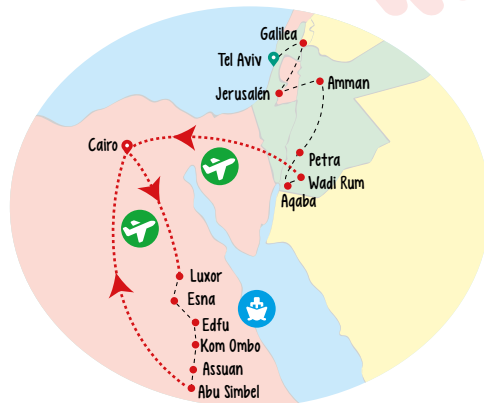 Galilea
Tel Aviv
Amman
Jerusalén
Cairo
Petra
Wadi Rum
Aqaba
Luxor
Esna
Edfu
Kom Ombo
Assuan
Abu Simbel